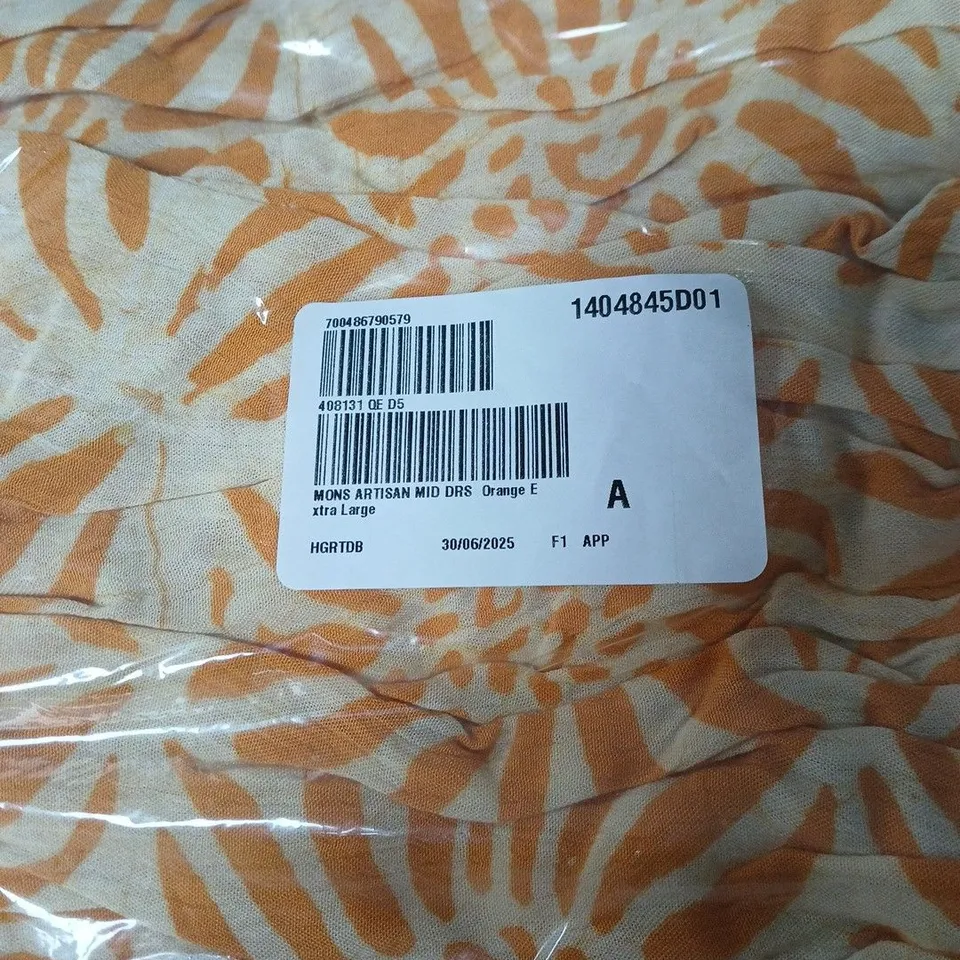 700486790579
1404845D01
408131 QE D5
MONS ARTISAN MID DRS Orange E
xtra Large
A
HGRTDB 30/06/2025 F1 APP